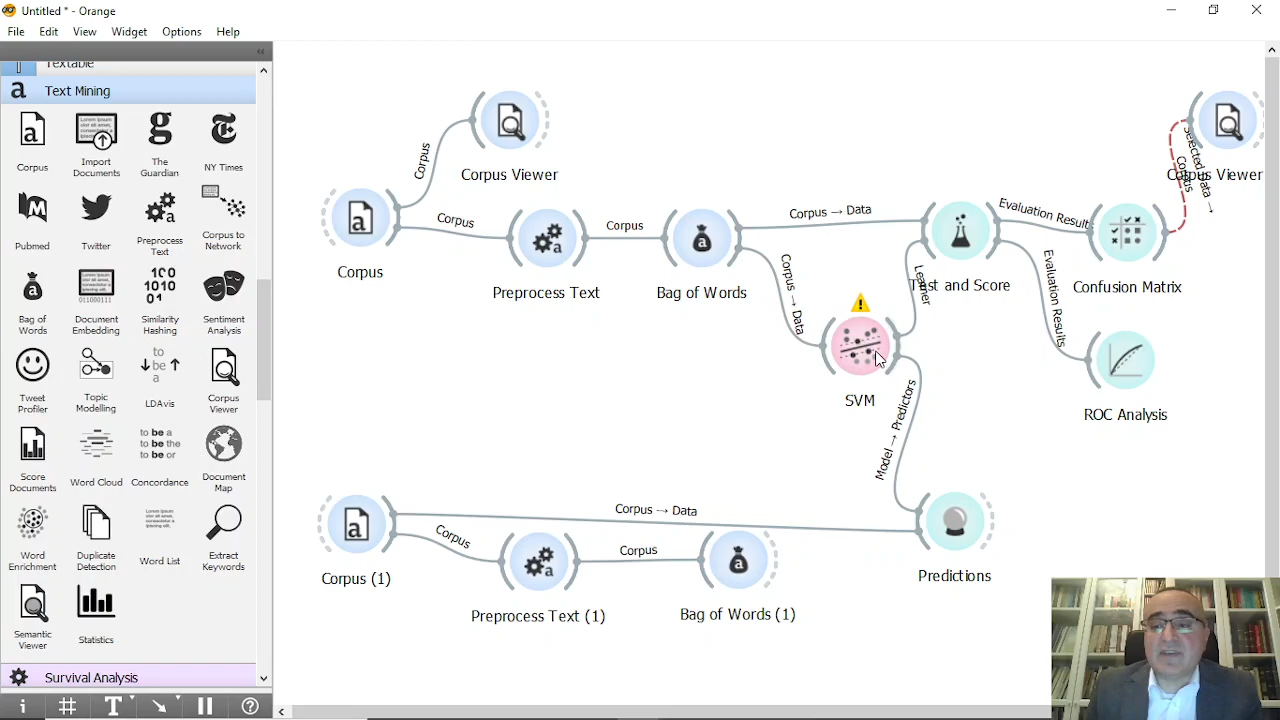 Untitled * - Orange
File Edit View Widget Options Help
Textable
Text Mining
Corpus
Import Documents
The Guardian
NY Times
Pubmed
Twitter
Preprocess Text
Corpus to Network
Bag of Words
Document Embedding
Similarity Hashing
Sentiment Analysis
Tweet Profiler
Topic Modelling
LDAvis
Corpus Viewer
Score Documents
Word Cloud
Concordance
Document Map
Word Enrichment
Duplicate Detection
Word List
Extract Keywords
Semantic Viewer
Statistics
Survival Analysis
Corpus Viewer
Corpus
Corpus
Corpus
Preprocess Text
Corpus
Bag of Words
Corpus → Data
Corpus → Data
SVM
Learner
Test and Score
Evaluation Results
Evaluation Results
Confusion Matrix
ROC Analysis
Selected Data → Corpus
Corpus Viewer
Model → Predictors
Corpus (1)
Corpus → Data
Corpus
Preprocess Text (1)
Corpus
Bag of Words (1)
Predictions